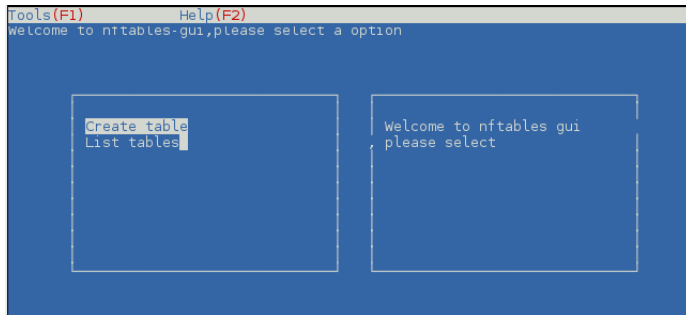 Tools(F1) Help(F2)
Welcome to nftables-gui,please select a option
Create table
List tables
Welcome to nftables gui
, please select